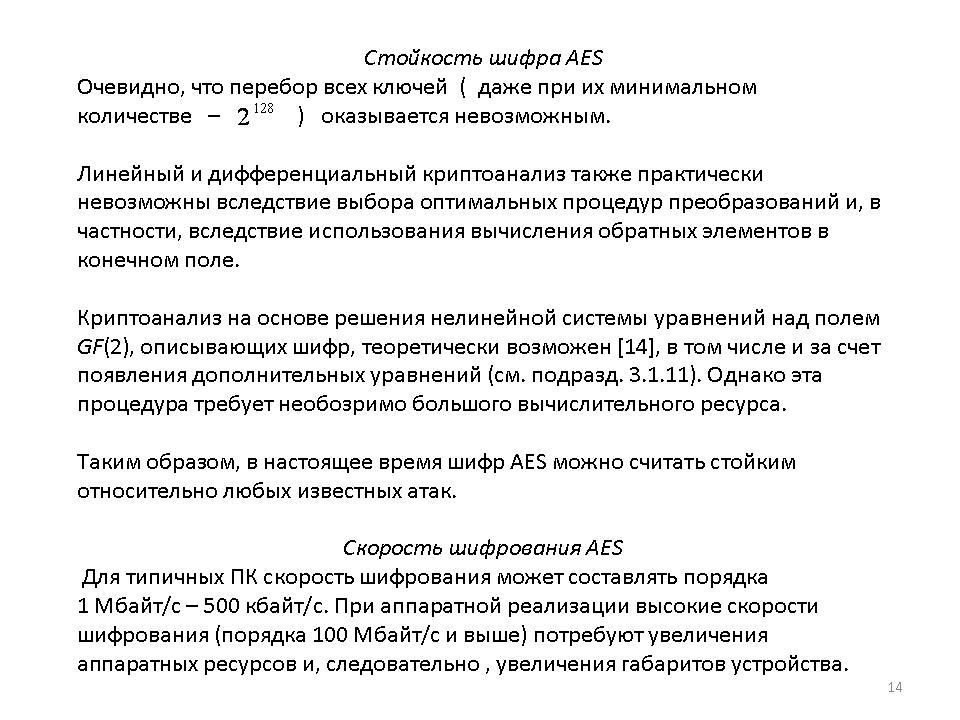 Стойкость шифра AES
Очевидно, что перебор всех ключей ( даже при их минимальном
количестве – 2^128 ) оказывается невозможным.
Линейный и дифференциальный криптоанализ также практически
невозможны вследствие выбора оптимальных процедур преобразований и, в
частности, вследствие использования вычисления обратных элементов в
конечном поле.
Криптоанализ на основе решения нелинейной системы уравнений над полем
GF(2), описывающих шифр, теоретически возможен [14], в том числе и за счет
появления дополнительных уравнений (см. подразд. 3.1.11). Однако эта
процедура требует необозримо большого вычислительного ресурса.
Таким образом, в настоящее время шифр AES можно считать стойким
относительно любых известных атак.
Скорость шифрования AES
Для типичных ПК скорость шифрования может составлять порядка
1 Мбайт/с – 500 кбайт/с. При аппаратной реализации высокие скорости
шифрования (порядка 100 Мбайт/с и выше) потребуют увеличения
аппаратных ресурсов и, следовательно , увеличения габаритов устройства.
14